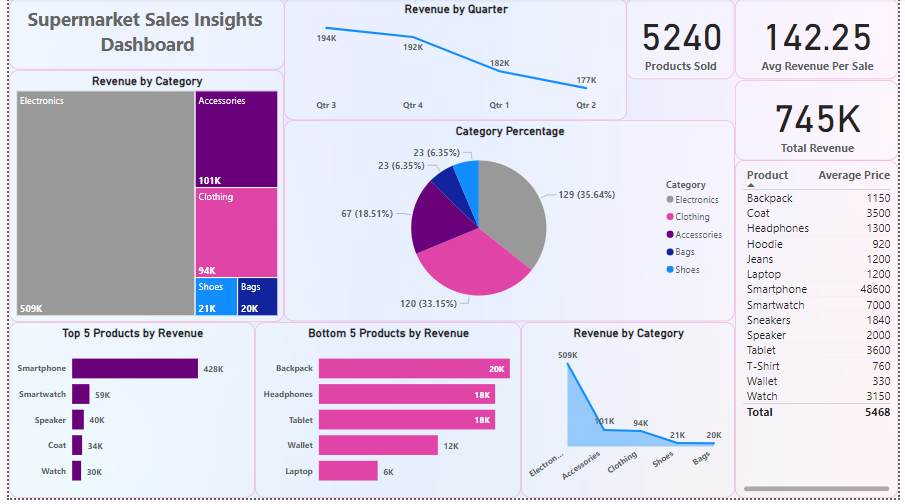 Supermarket Sales Insights
Dashboard
Revenue by Quarter
194K
192K
182K
177K
Qtr 3
Qtr 4
Qtr 1
Qtr 2
5240
Products Sold
142.25
Avg Revenue Per Sale
745K
Total Revenue
Revenue by Category
Electronics
509K
Accessories
101K
Clothing
94K
Shoes
21K
Bags
20K
Category Percentage
23 (6.35%)
23 (6.35%)
67 (18.51%)
129 (35.64%)
120 (33.15%)
Category
Electronics
Clothing
Accessories
Bags
Shoes
Product Average Price
Backpack 1150
Coat 3500
Headphones 1300
Hoodie 920
Jeans 1200
Laptop 1200
Smartphone 48600
Smartwatch 7000
Sneakers 1840
Speaker 2000
Tablet 3600
T-Shirt 760
Wallet 330
Watch 3150
Total 5468
Top 5 Products by Revenue
Smartphone 428K
Smartwatch 59K
Speaker 40K
Coat 34K
Watch 30K
Bottom 5 Products by Revenue
Backpack 20K
Headphones 18K
Tablet 18K
Wallet 12K
Laptop 6K
Revenue by Category
509K
101K
94K
21K
20K
Electron...
Accessories
Clothing
Shoes
Bags